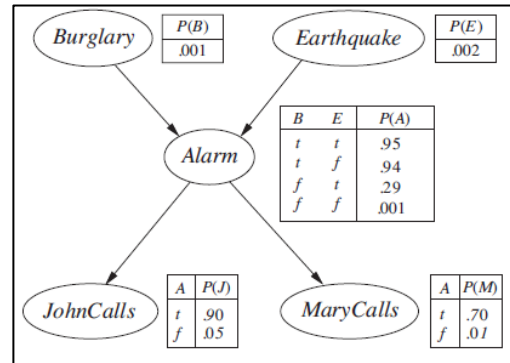 Burglary
P(B)
.001
Earthquake
P(E)
.002
Alarm
B E P(A)
t t .95
t f .94
f t .29
f f .001
JohnCalls
A P(J)
t .90
f .05
MaryCalls
A P(M)
t .70
f .01